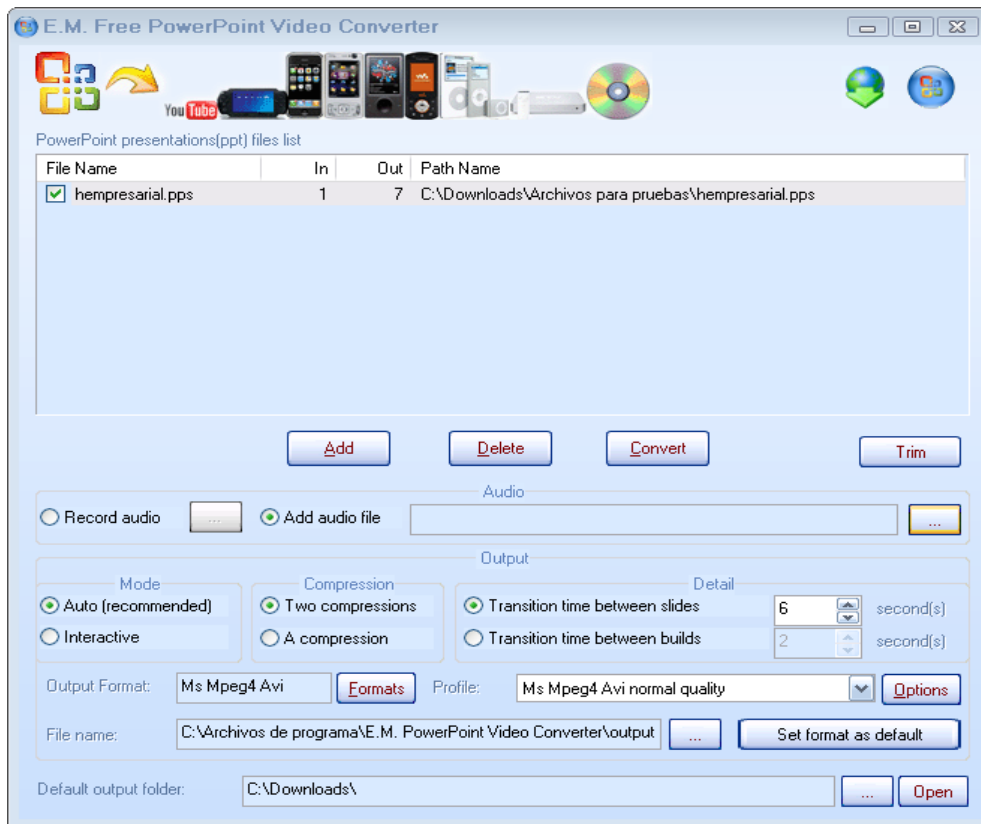 E.M. Free PowerPoint Video Converter
You Tube
PowerPoint presentations(ppt) files list
File Name In Out Path Name
hempresarial.pps 1 7 C:\Downloads\Archivos para pruebas\hempresarial.pps
Add Delete Convert Trim
Audio
Record audio ... Add audio file ...
Output
Mode Compression Detail
Auto (recommended) Two compressions Transition time between slides 6 second(s)
Interactive A compression Transition time between builds 2 second(s)
Output Format: Ms Mpeg4 Avi Formats Profile: Ms Mpeg4 Avi normal quality Options
File name: C:\Archivos de programa\E.M. PowerPoint Video Converter\output ... Set format as default
Default output folder: C:\Downloads\ ... Open